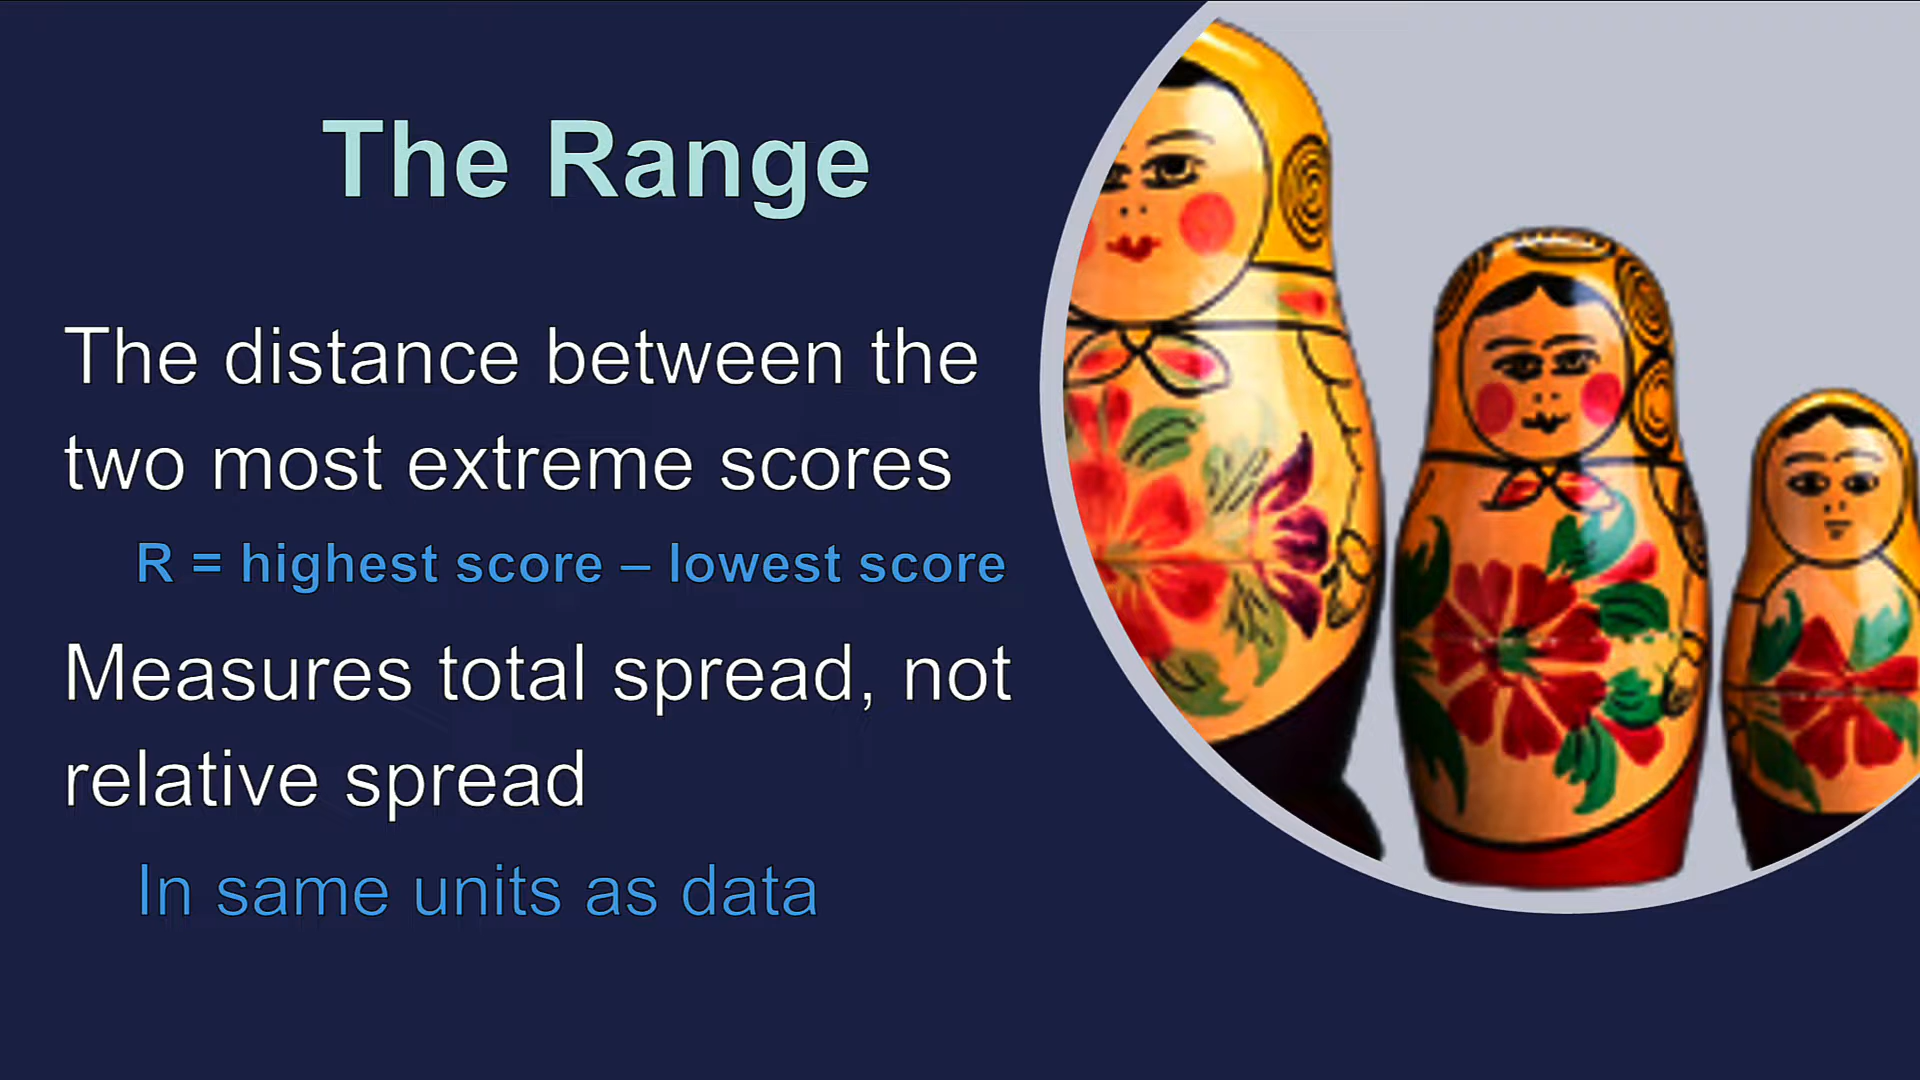 The Range
The distance between the
two most extreme scores
R = highest score – lowest score
Measures total spread, not
relative spread
In same units as data